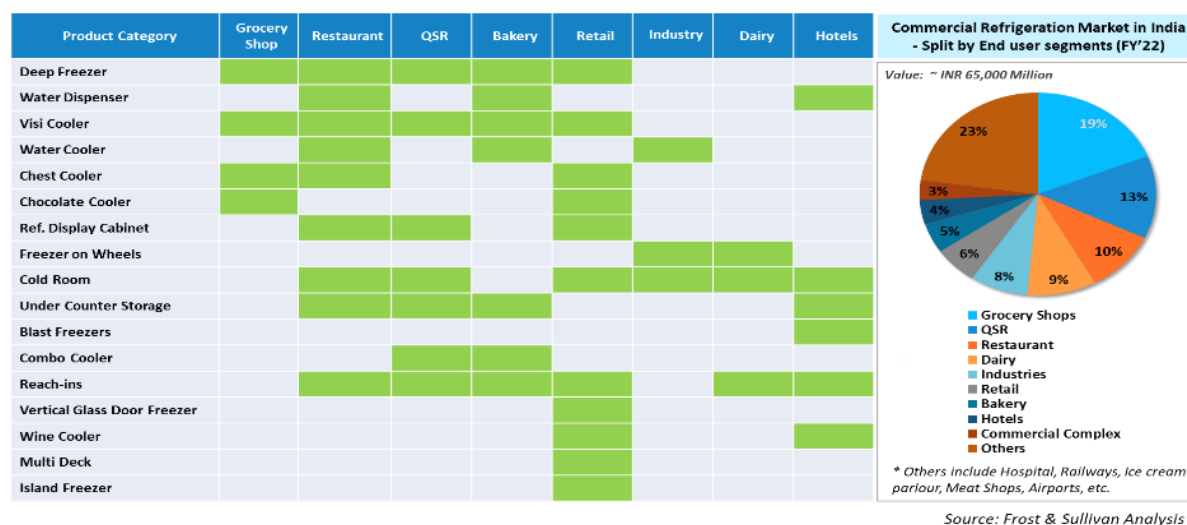 Product Category
Grocery Shop
Restaurant
QSR
Bakery
Retail
Industry
Dairy
Hotels
Deep Freezer
Water Dispenser
Visi Cooler
Water Cooler
Chest Cooler
Chocolate Cooler
Ref. Display Cabinet
Freezer on Wheels
Cold Room
Under Counter Storage
Blast Freezers
Combo Cooler
Reach-ins
Vertical Glass Door Freezer
Wine Cooler
Multi Deck
Island Freezer
Commercial Refrigeration Market in India
- Split by End user segments (FY'22)
Value: ~ INR 65,000 Million
19%
13%
10%
9%
8%
6%
5%
4%
3%
23%
Grocery Shops
QSR
Restaurant
Dairy
Industries
Retail
Bakery
Hotels
Commercial Complex
Others
* Others include Hospital, Railways, Ice cream
parlour, Meat Shops, Airports, etc.
Source: Frost & Sullivan Analysis